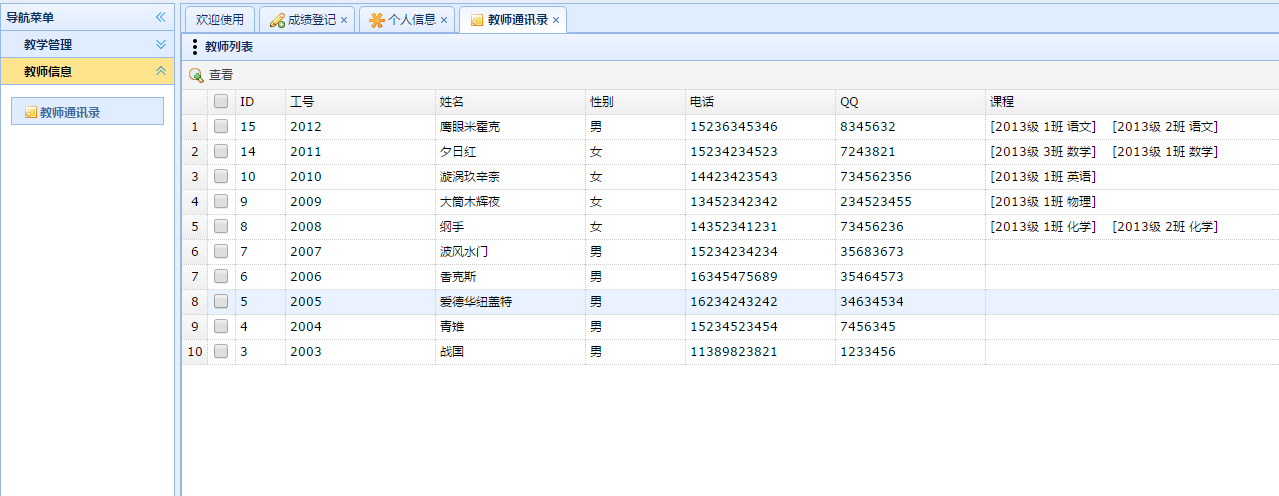 导航菜单
教学管理
教师信息
教师通讯录
欢迎使用 成绩登记 个人信息 教师通讯录
教师列表
查看
ID 工号 姓名 性别 电话 QQ 课程
1 15 2012 鹰眼米霍克 男 15236345346 8345632 [2013级 1班 语文] [2013级 2班 语文]
2 14 2011 夕日红 女 15234234523 7243821 [2013级 3班 数学] [2013级 1班 数学]
3 10 2010 漩涡玖辛奈 女 14423423543 734562356 [2013级 1班 英语]
4 9 2009 大筒木辉夜 女 13452342342 234523455 [2013级 1班 物理]
5 8 2008 纲手 女 14352341231 73456236 [2013级 1班 化学] [2013级 2班 化学]
6 7 2007 波风水门 男 15234234234 35683673
7 6 2006 香克斯 男 16345475689 35464573
8 5 2005 爱德华纽盖特 男 16234243242 34634534
9 4 2004 青雉 男 15234523454 7456345
10 3 2003 战国 男 11389823821 1233456